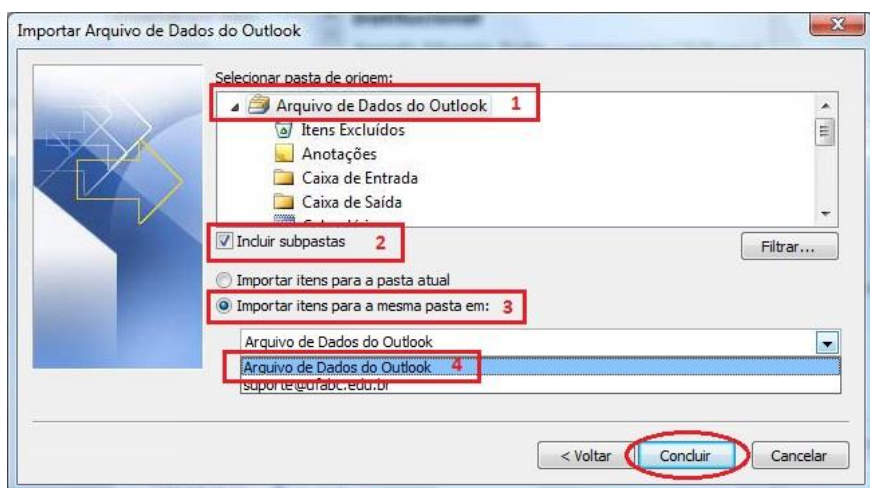 Importar Arquivo de Dados do Outlook
Selecionar pasta de origem:
Arquivo de Dados do Outlook 1
Itens Excluídos
Anotações
Caixa de Entrada
Caixa de Saída
Incluir subpastas 2
Filtrar...
Importar itens para a pasta atual
Importar itens para a mesma pasta em: 3
Arquivo de Dados do Outlook
Arquivo de Dados do Outlook 4
suporte@ufabc.edu.br
< Voltar Concluir Cancelar